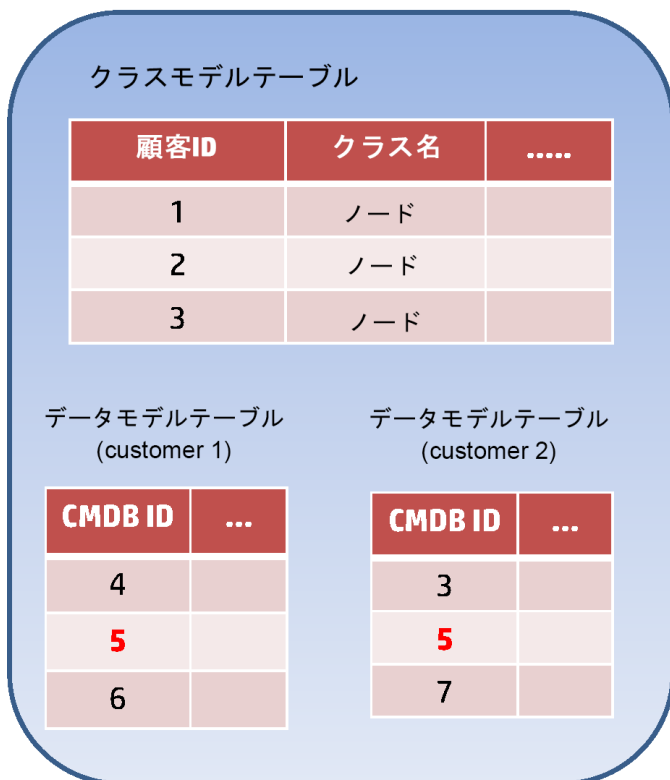 クラスモデルテーブル
顧客ID クラス名 .....
1 ノード
2 ノード
3 ノード
データモデルテーブル
(customer 1)
CMDB ID ...
4
5
6
データモデルテーブル
(customer 2)
CMDB ID ...
3
5
7